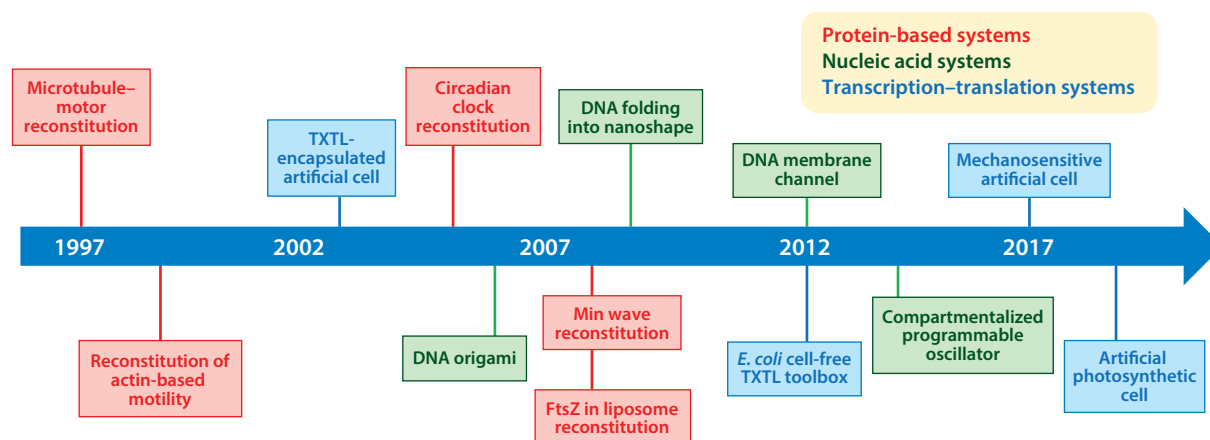 Protein-based systems
Nucleic acid systems
Transcription–translation systems
Microtubule–
motor
reconstitution
TXTL-
encapsulated
artificial cell
Circadian
clock
reconstitution
DNA folding
into nanoshape
DNA membrane
channel
Mechanosensitive
artificial cell
1997
2002
2007
2012
2017
Reconstitution of
actin-based
motility
DNA origami
Min wave
reconstitution
FtsZ in liposome
reconstitution
E. coli cell-free
TXTL toolbox
Compartmentalized
programmable
oscillator
Artificial
photosynthetic
cell